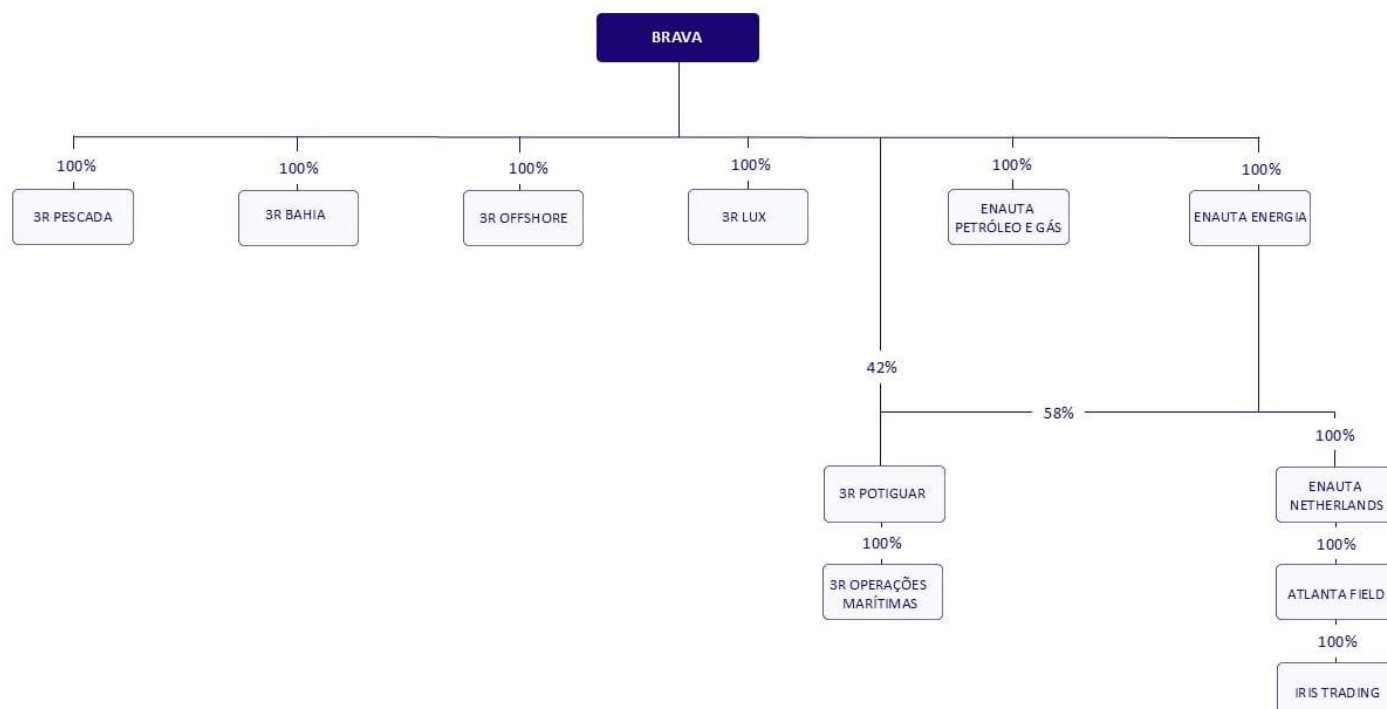 BRAVA
100%
100%
100%
100%
100%
100%
3R PESCADA
3R BAHIA
3R OFFSHORE
3R LUX
ENAUTA
PETRÓLEO E GÁS
ENAUTA ENERGIA
42%
58%
100%
3R POTIGUAR
ENAUTA
NETHERLANDS
100%
100%
3R OPERAÇÕES
MARÍTIMAS
ATLANTA FIELD
100%
IRIS TRADING